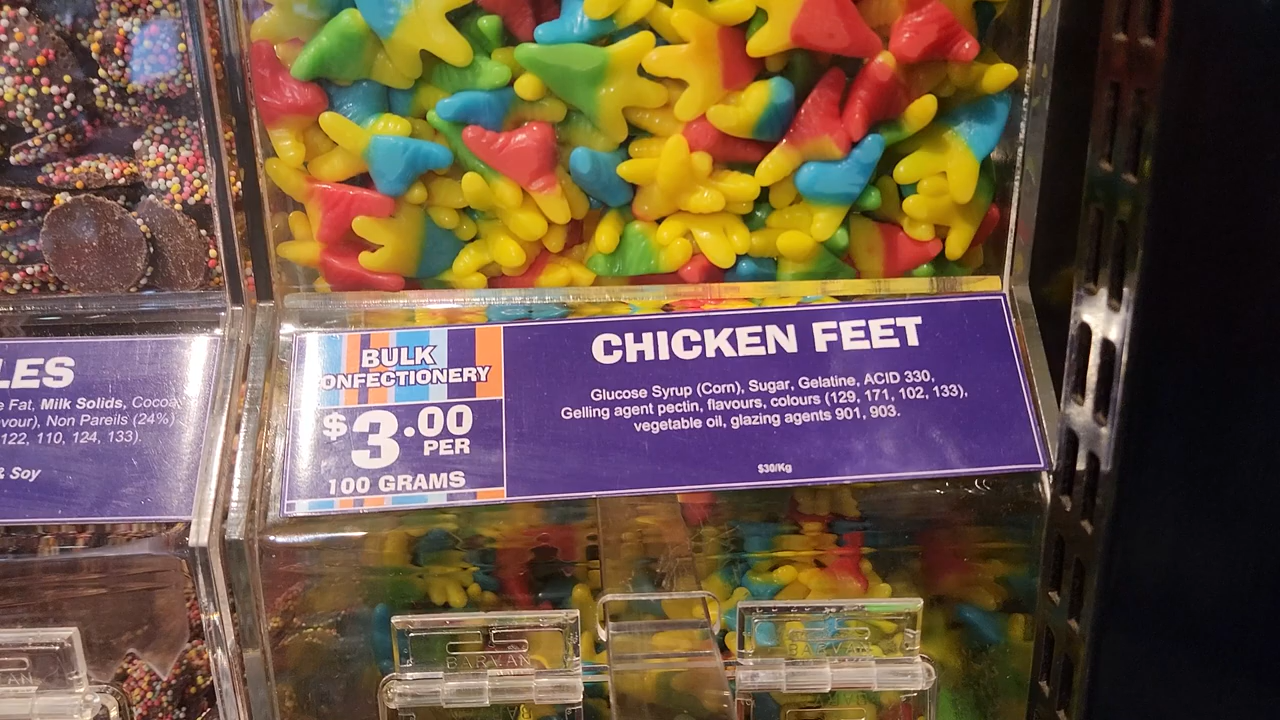 LES
Fat, Milk Solids, Cocoa
Non Pareils (24%)
122, 110, 124, 133).
& Soy
BULK
ONFECTIONERY
$3.00
PER
100 GRAMS
CHICKEN FEET
Glucose Syrup (Corn), Sugar, Gelatine, ACID 330,
Gelling agent pectin, flavours, colours (129, 171, 102, 133),
vegetable oil, glazing agents 901, 903.
$30/Kg
BARVAN